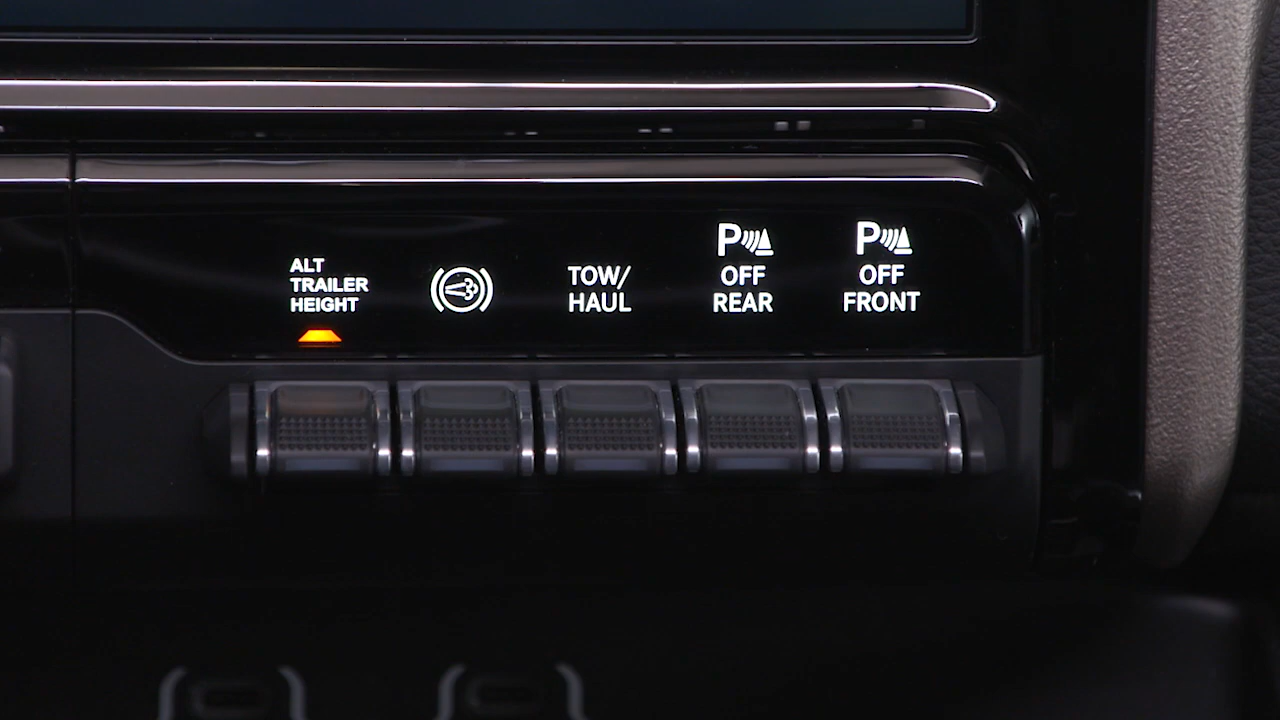 ALT
TRAILER
HEIGHT
TOW/
HAUL
P
OFF
REAR
P
OFF
FRONT